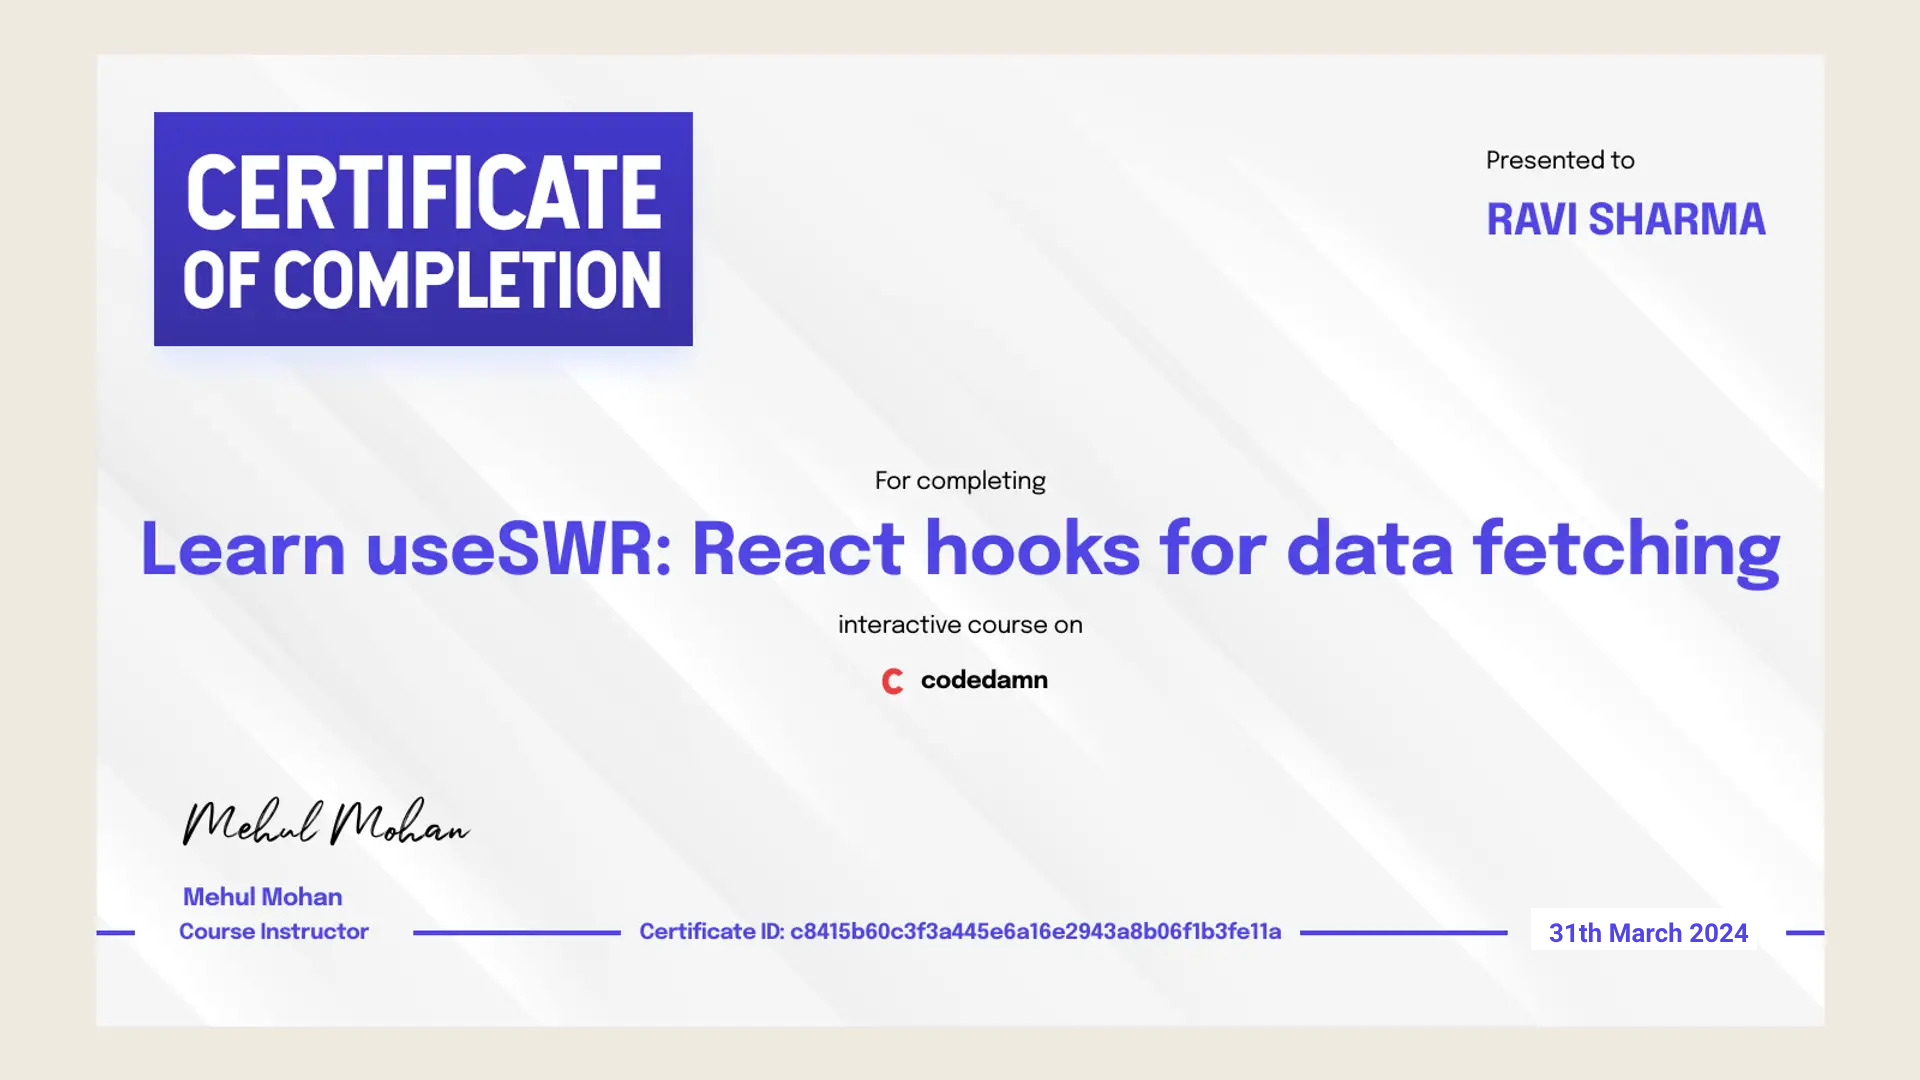 CERTIFICATE
OF COMPLETION
Presented to
RAVI SHARMA
For completing
Learn useSWR: React hooks for data fetching
interactive course on
codedamn
Mehul Mohan
Mehul Mohan
Course Instructor
Certificate ID: c8415b60c3f3a445e6a16e2943a8b06f1b3fe11a
31th March 2024